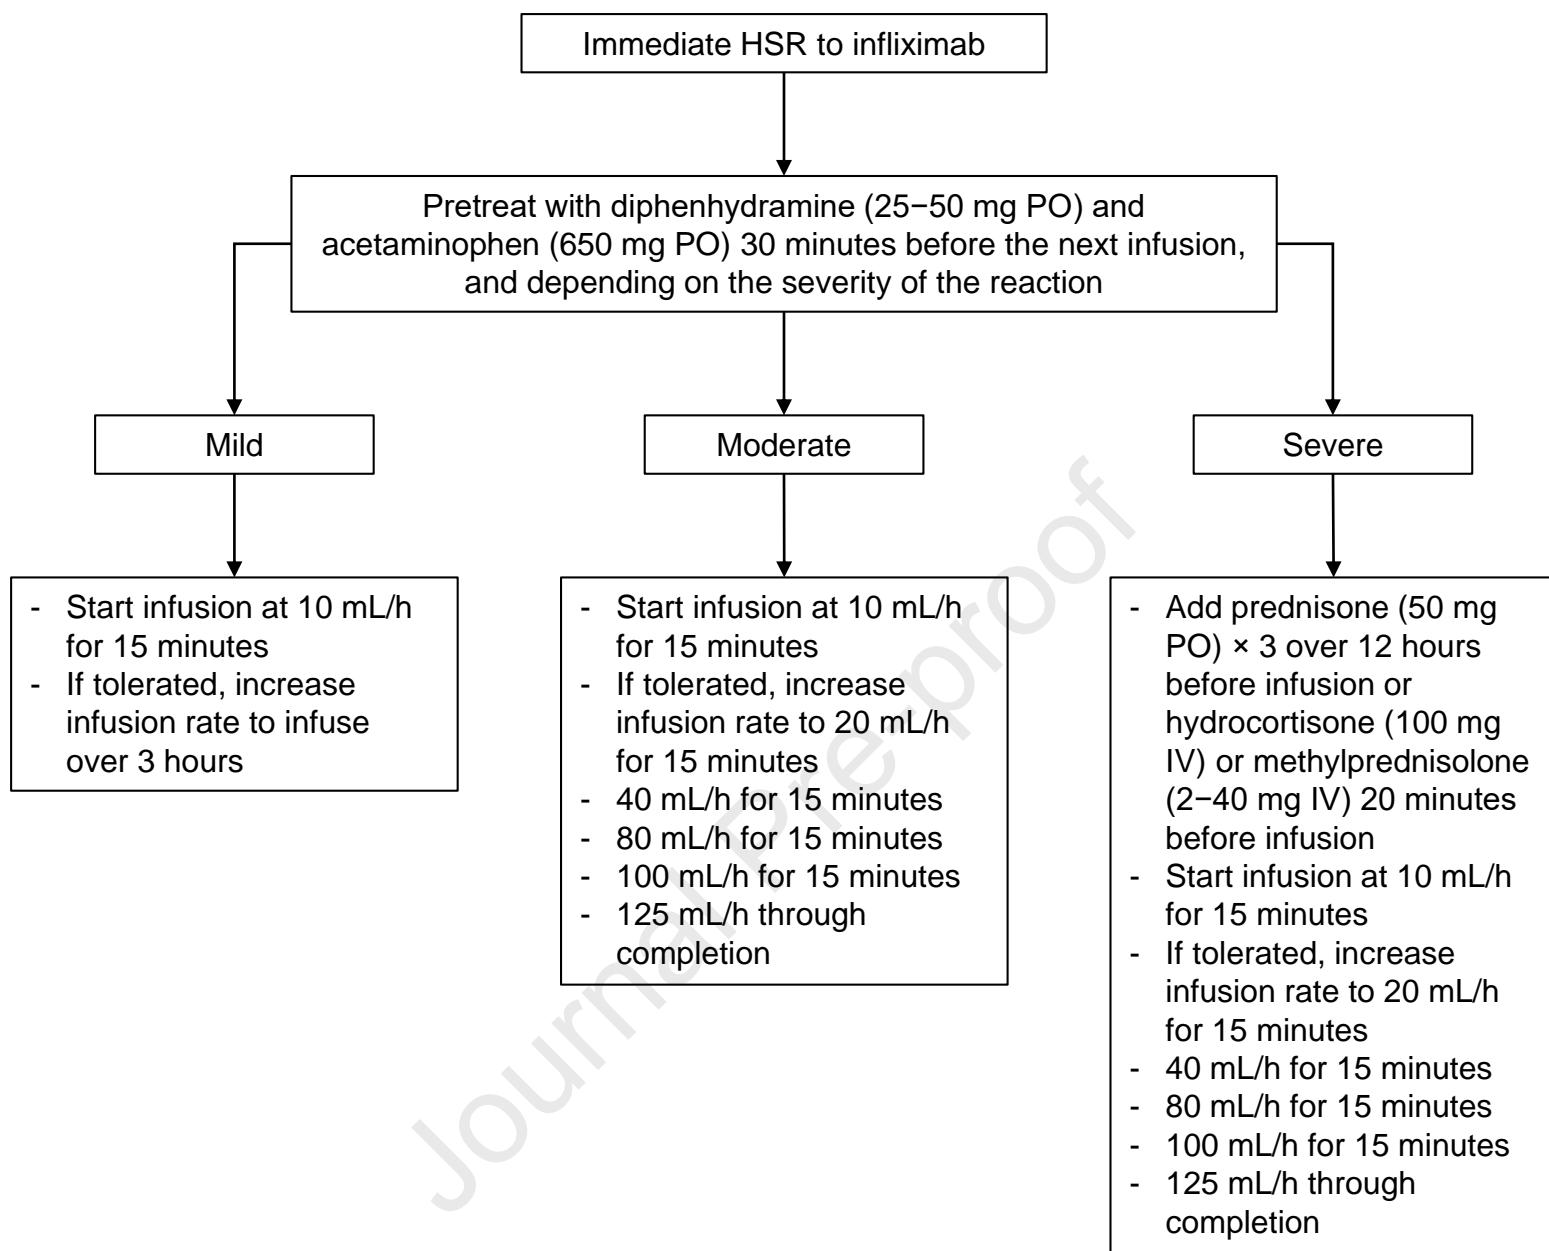 Immediate HSR to infliximab
Pretreat with diphenhydramine (25−50 mg PO) and
acetaminophen (650 mg PO) 30 minutes before the next infusion,
and depending on the severity of the reaction
Mild
Moderate
Severe
- Start infusion at 10 mL/h
for 15 minutes
- If tolerated, increase
infusion rate to infuse
over 3 hours
- Start infusion at 10 mL/h
for 15 minutes
- If tolerated, increase
infusion rate to 20 mL/h
for 15 minutes
- 40 mL/h for 15 minutes
- 80 mL/h for 15 minutes
- 100 mL/h for 15 minutes
- 125 mL/h through
completion
- Add prednisone (50 mg
PO) × 3 over 12 hours
before infusion or
hydrocortisone (100 mg
IV) or methylprednisolone
(2−40 mg IV) 20 minutes
before infusion
- Start infusion at 10 mL/h
for 15 minutes
- If tolerated, increase
infusion rate to 20 mL/h
for 15 minutes
- 40 mL/h for 15 minutes
- 80 mL/h for 15 minutes
- 100 mL/h for 15 minutes
- 125 mL/h through
completion
Journal Pre-proof